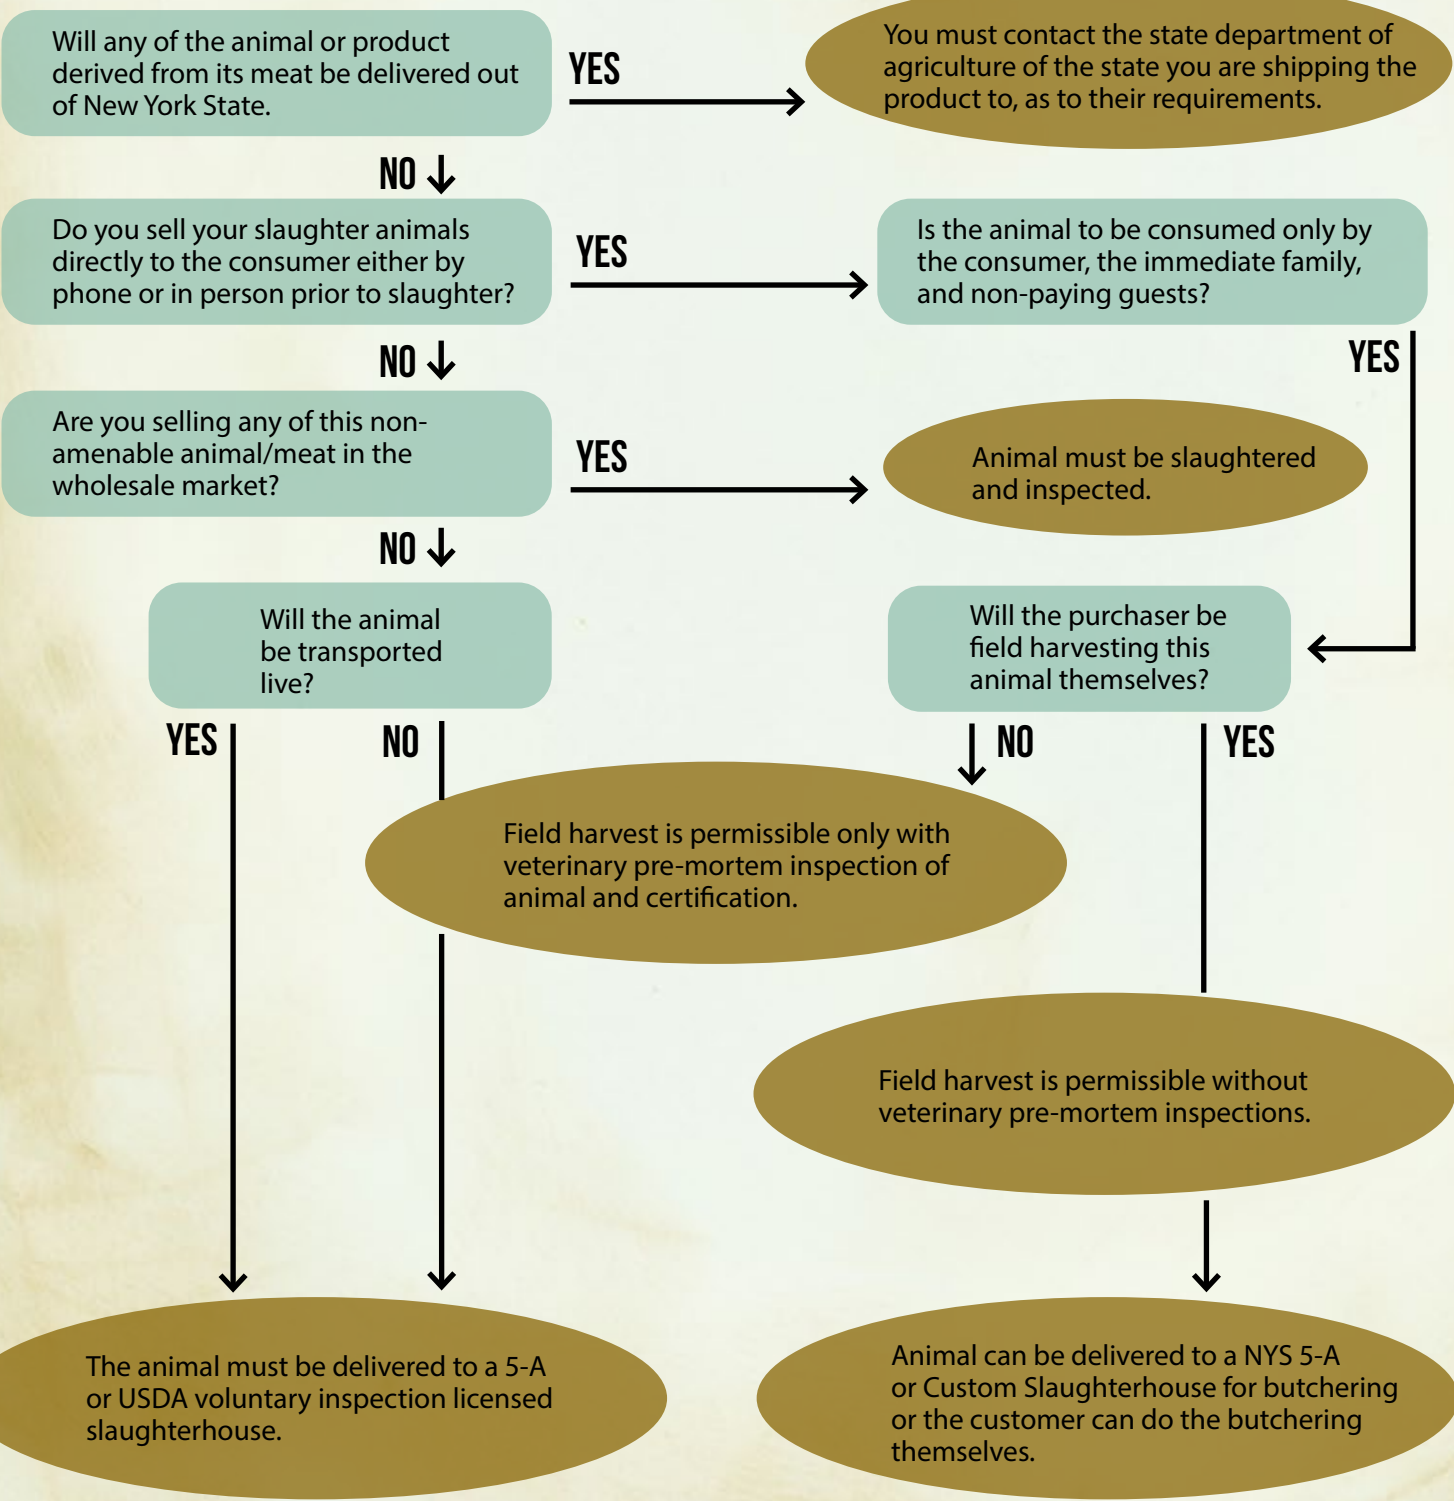 Will any of the animal or product
derived from its meat be delivered out
of New York State.
YES
You must contact the state department of
agriculture of the state you are shipping the
product to, as to their requirements.
NO
Do you sell your slaughter animals
directly to the consumer either by
phone or in person prior to slaughter?
YES
Is the animal to be consumed only by
the consumer, the immediate family,
and non-paying guests?
NO
YES
Are you selling any of this non-
amenable animal/meat in the
wholesale market?
YES
Animal must be slaughtered
and inspected.
NO
Will the animal
be transported
live?
Will the purchaser be
field harvesting this
animal themselves?
YES
NO
NO
YES
Field harvest is permissible only with
veterinary pre-mortem inspection of
animal and certification.
Field harvest is permissible without
veterinary pre-mortem inspections.
The animal must be delivered to a 5-A
or USDA voluntary inspection licensed
slaughterhouse.
Animal can be delivered to a NYS 5-A
or Custom Slaughterhouse for butchering
or the customer can do the butchering
themselves.